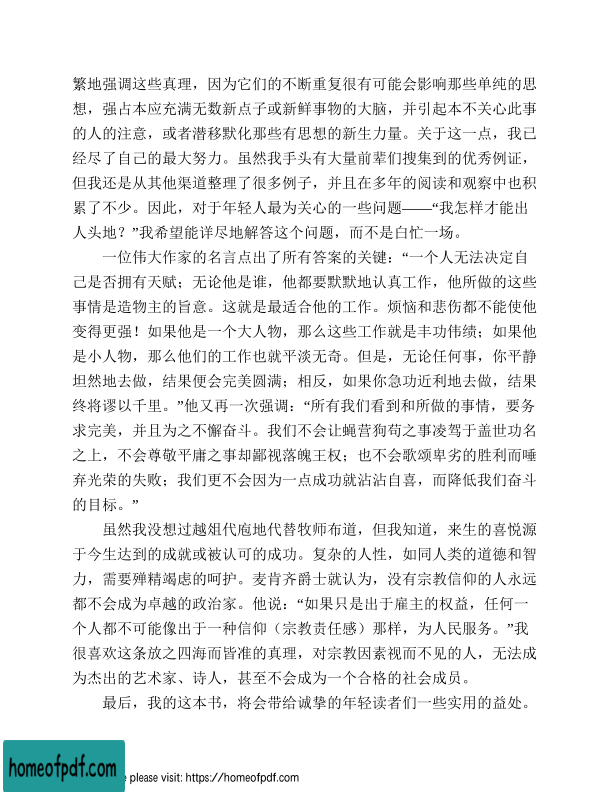 繁地强调这些真理，因为它们的不断重复很有可能会影响那些单纯的思
想，强占本应充满无数新点子或新鲜事物的大脑，并引起本不关心此事
的人的注意，或者潜移默化那些有思想的新生力量。关于这一点，我已
经尽了自己的最大努力。虽然我手头有大量前辈们搜集到的优秀例证，
但我还是从其他渠道整理了很多例子，并且在多年的阅读和观察中也积
累了不少。因此，对于年轻人最为关心的一些问题——“我怎样才能出
人头地？”我希望能详尽地解答这个问题，而不是白忙一场。
一位伟大作家的名言点出了所有答案的关键：“一个人无法决定自
己是否拥有天赋；无论他是谁，他都要默默地认真工作，他所做的这些
事情是造物主的旨意。这就是最适合他的工作。烦恼和悲伤都不能使他
变得更强！如果他是一个大人物，那么这些工作就是丰功伟绩；如果他
是小人物，那么他们的工作也就平淡无奇。但是，无论任何事，你平静
坦然地去做，结果便会完美圆满；相反，如果你急功近利地去做，结果
终将谬以千里。”他又再一次强调：“所有我们看到和所做的事情，要务
求完美，并且为之不懈奋斗。我们不会让蝇营狗苟之事凌驾于盖世功名
之上，不会尊敬平庸之事却鄙视落魄王权；也不会歌颂卑劣的胜利而唾
弃光荣的失败；我们更不会因为一点成功就沾沾自喜，而降低我们奋斗
的目标。”
虽然我没想过越俎代庖地代替牧师布道，但我知道，来生的喜悦源
于今生达到的成就或被认可的成功。复杂的人性，如同人类的道德和智
力，需要殚精竭虑的呵护。麦肯齐爵士就认为，没有宗教信仰的人永远
都不会成为卓越的政治家。他说：“如果只是出于雇主的权益，任何一
个人都不可能像出于一种信仰（宗教责任感）那样，为人民服务。”我
很喜欢这条放之四海而皆准的真理，对宗教因素视而不见的人，无法成
为杰出的艺术家、诗人，甚至不会成为一个合格的社会成员。
最后，我的这本书，将会带给诚挚的年轻读者们一些实用的益处。
homeofpdf.com
e please visit: https://homeofpdf.com